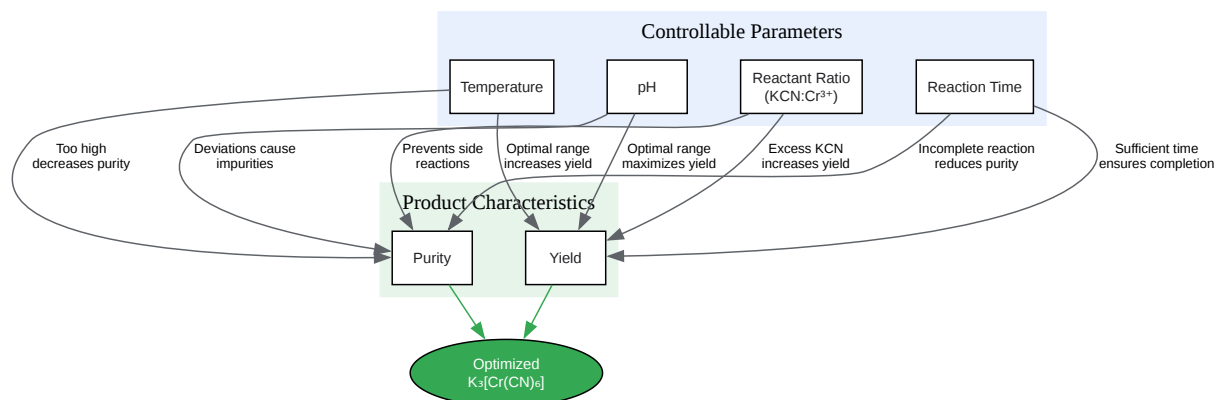 Controllable Parameters
Temperature
pH
Reactant Ratio
(KCN:Cr³⁺)
Reaction Time
Too high
decreases purity
Deviations cause
impurities
Prevents side
reactions
Optimal range
increases yield
Optimal range
maximizes yield
Excess KCN
increases yield
Incomplete reaction
reduces purity
Sufficient time
ensures completion
Product Characteristics
Purity
Yield
Optimized
K₃[Cr(CN)₆]